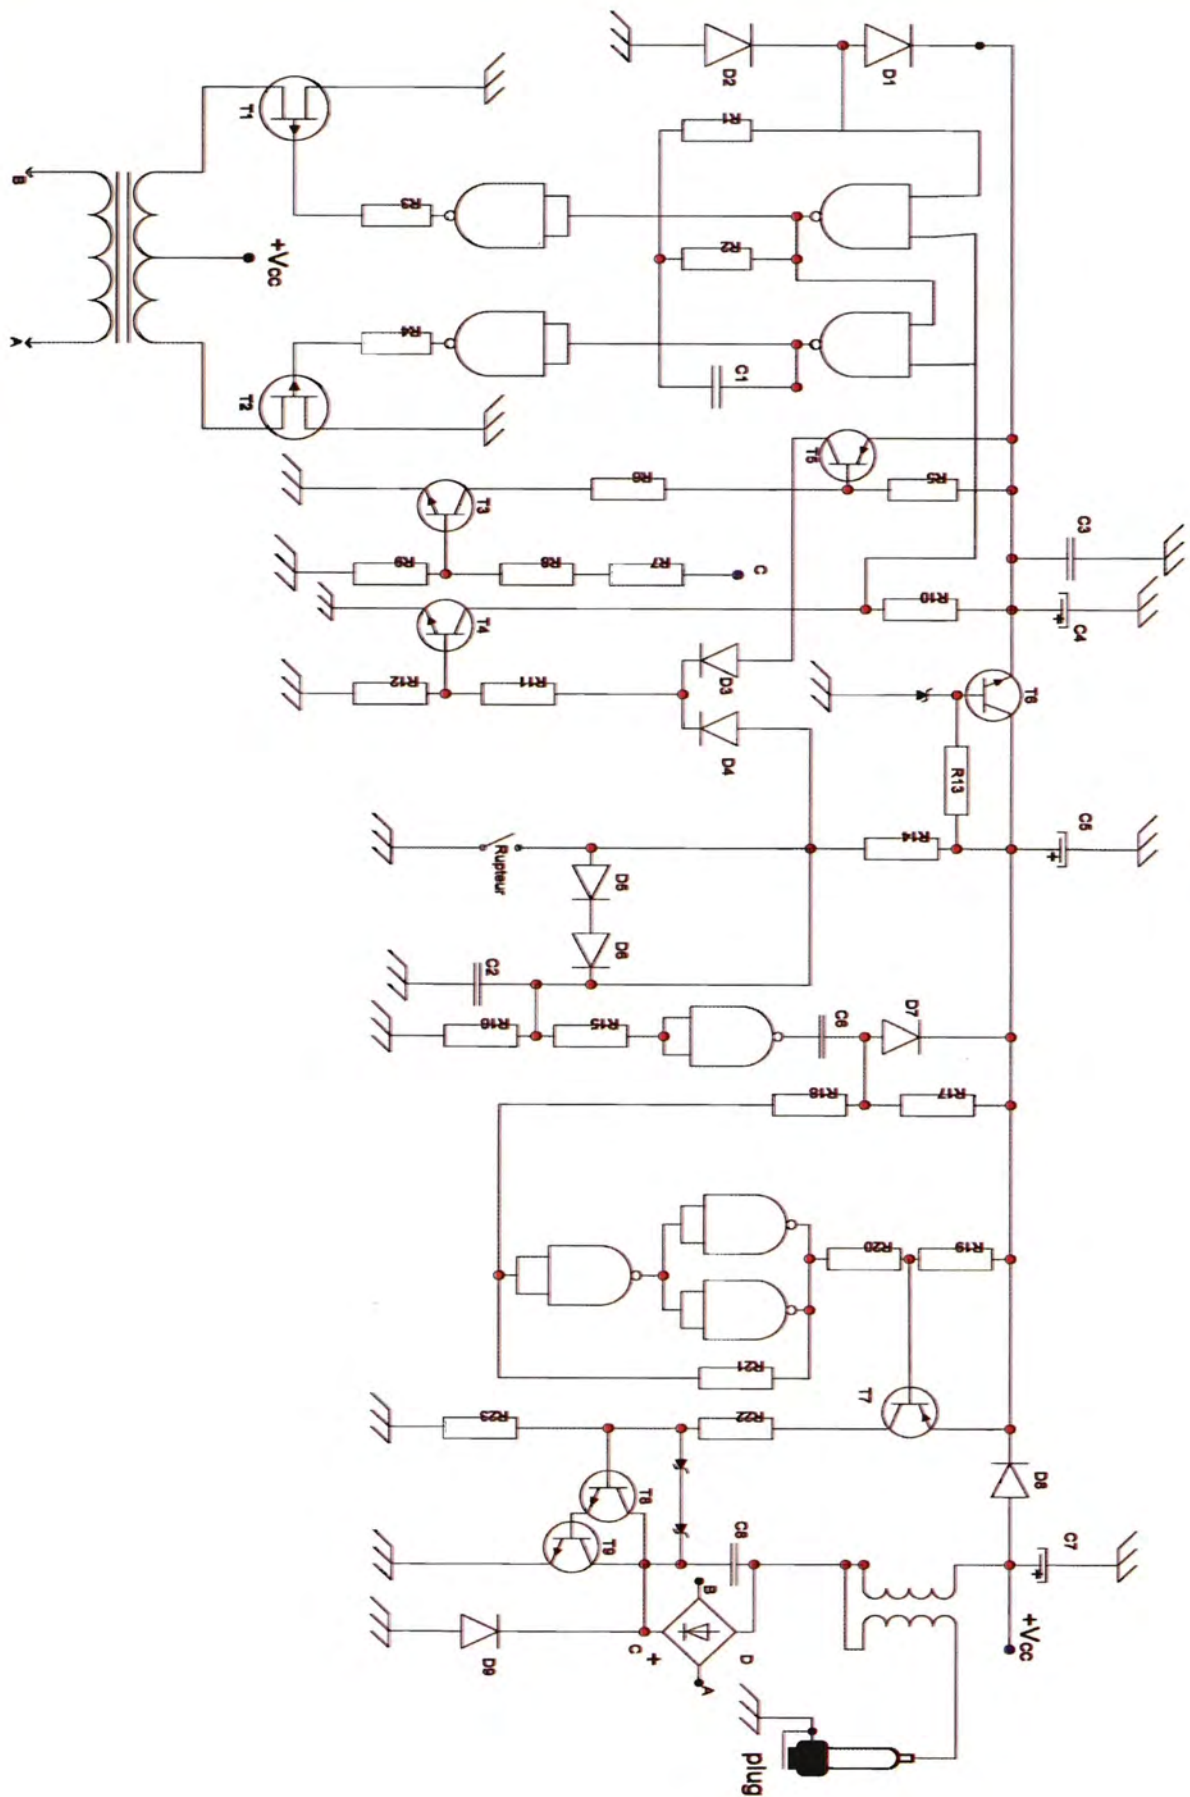 D2
D1
R1
T1
R3
B
+Vcc
R2
R4
A
T2
C1
T5
R6
R5
T3
C3
R9
R8
R7
C
R10
C4
T4
D3
T6
R12
R11
D4
R13
C5
R14
Rupteur
D5
D6
C2
R16
R15
C6
D7
R18
R17
R20
R19
R21
T7
R23
R22
T8
D8
T9
C8
C7
B
+Vcc
D9
C
+
D
A
plug